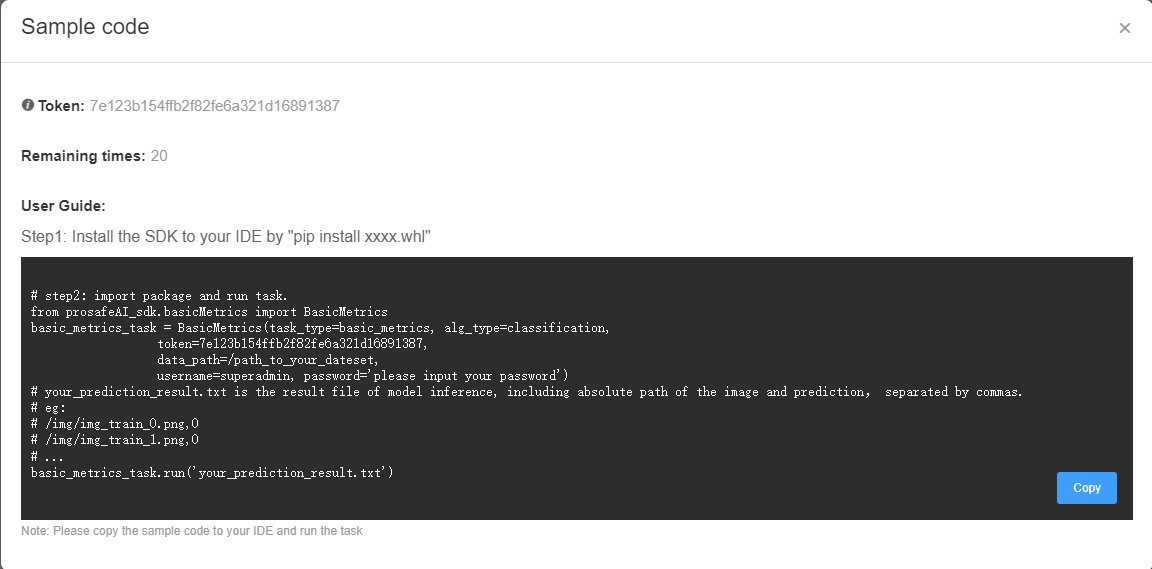 Sample code
×
Token: 7e123b154ffb2f82fe6a321d16891387
Remaining times: 20
User Guide:
Step1: Install the SDK to your IDE by "pip install xxxx.whl"
# step2: import package and run task.
from prosafeAI_sdk.basicMetrics import BasicMetrics
basic_metrics_task = BasicMetrics(task_type=basic_metrics, alg_type=classification,
token=7e123b154ffb2f82fe6a321d16891387,
data_path=/path_to_your_dateset,
username=superadmin, password='please input your password')
# your_prediction_result.txt is the result file of model inference, including absolute path of the image and prediction， separated by commas.
# eg:
# /img/img_train_0.png,0
# /img/img_train_1.png,0
# ...
basic_metrics_task.run('your_prediction_result.txt')
Copy
Note: Please copy the sample code to your IDE and run the task